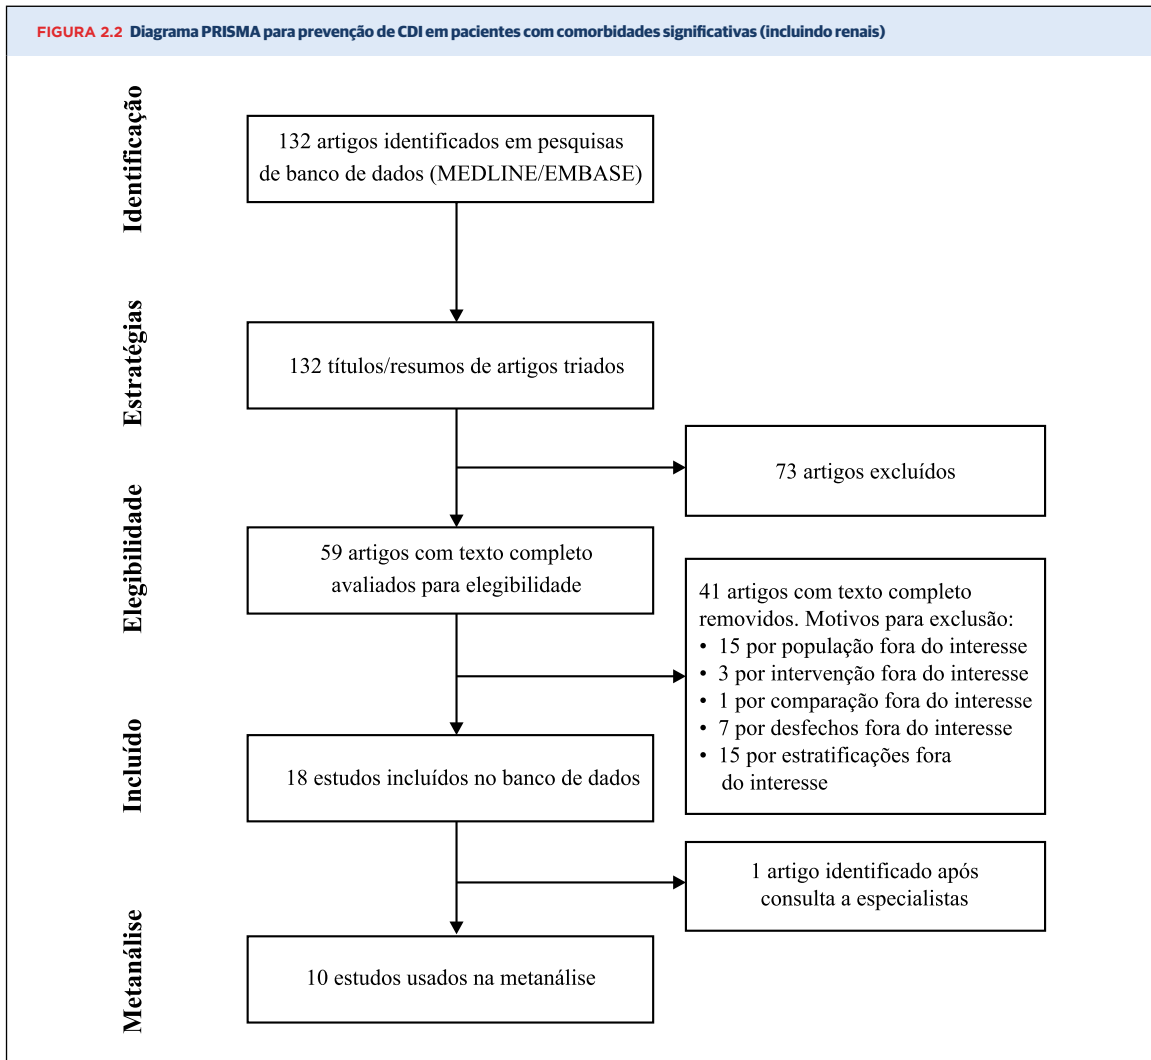 FIGURA 2.2 Diagrama PRISMA para prevenção de CDI em pacientes com comorbidades significativas (incluindo renais)
Identificação
132 artigos identificados em pesquisas
de banco de dados (MEDLINE/EMBASE)
Estratégias
132 títulos/resumos de artigos triados
73 artigos excluídos
Elegibilidade
59 artigos com texto completo
avaliados para elegibilidade
41 artigos com texto completo
removidos. Motivos para exclusão:
• 15 por população fora do interesse
• 3 por intervenção fora do interesse
• 1 por comparação fora do interesse
• 7 por desfechos fora do interesse
• 15 por estratificações fora
do interesse
Incluído
18 estudos incluídos no banco de dados
1 artigo identificado após
consulta a especialistas
Metanálise
10 estudos usados na metanálise